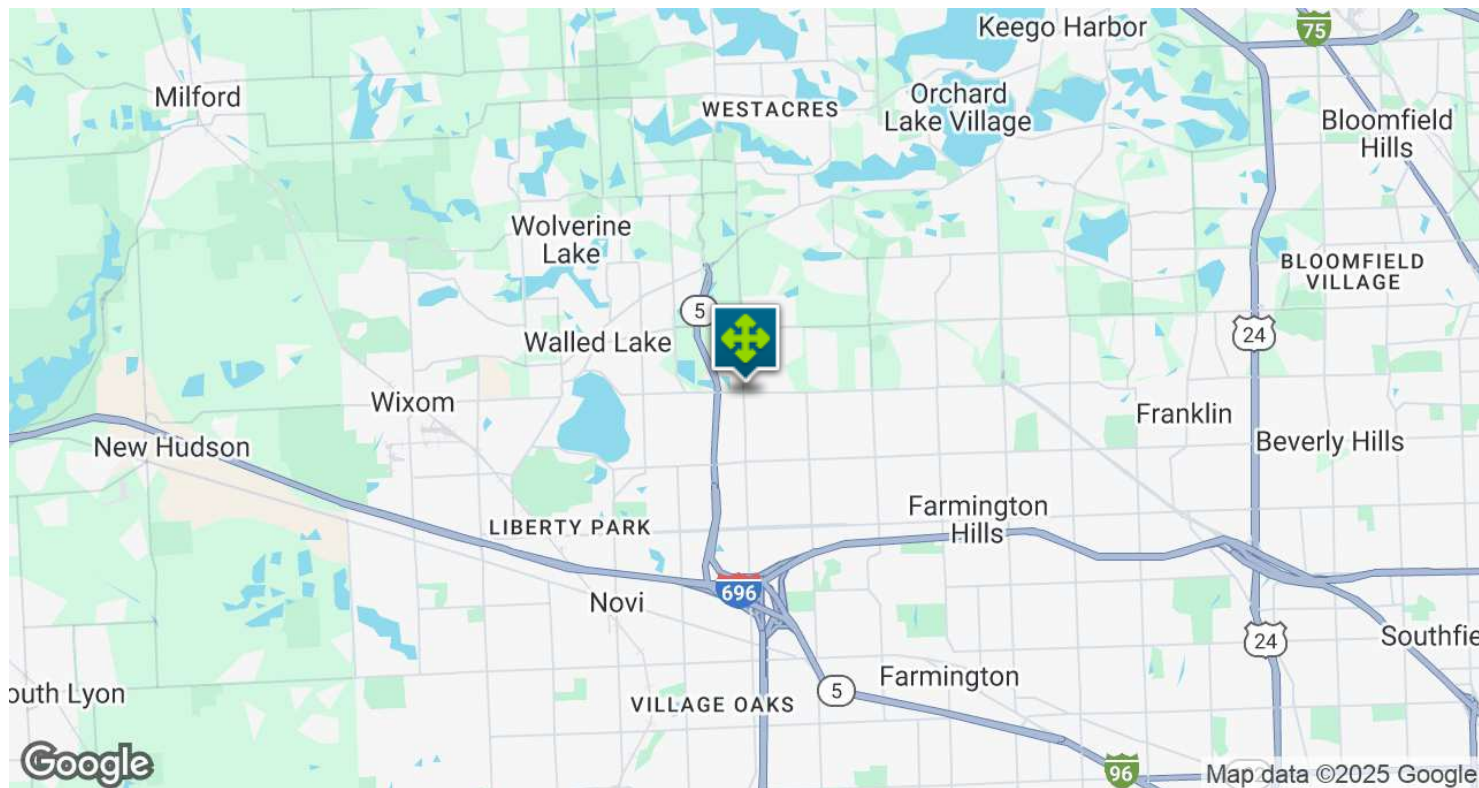 Keego Harbor
75
Milford
WESTACRES
Orchard
Lake Village
Bloomfield
Hills
Wolverine
Lake
BLOOMFIELD
VILLAGE
5
24
Walled Lake
Wixom
Franklin
New Hudson
Beverly Hills
Farmington
Hills
LIBERTY PARK
696
Novi
24
Southfie
outh Lyon
VILLAGE OAKS
5
Farmington
Google
96
Map data ©2025 Google